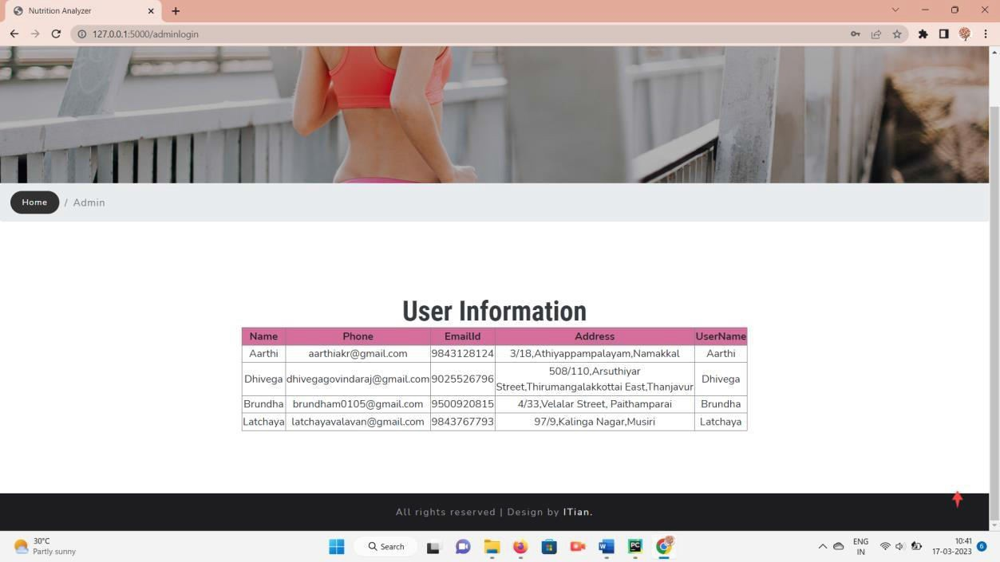 Nutrition Analyzer
127.0.0.1:5000/adminlogin
Home / Admin
User Information
Name Phone EmailId Address UserName
Aarthi aarthiakr@gmail.com 9843128124 3/18,Athiyappampalayam,Namakkal Aarthi
Dhivega dhivegagovindaraj@gmail.com 9025526796 508/110,Arsuthiyar
Street,Thirumangalakkottai East,Thanjavur Dhivega
Brundha brundham0105@gmail.com 9500920815 4/33,Velalar Street, Paithamparai Brundha
Latchaya latchayavalavan@gmail.com 9843767793 97/9,Kalinga Nagar,Musiri Latchaya
All rights reserved | Design by ITian.
30°C
Partly sunny
Search
ENG
IN
10:41
17-03-2023
6